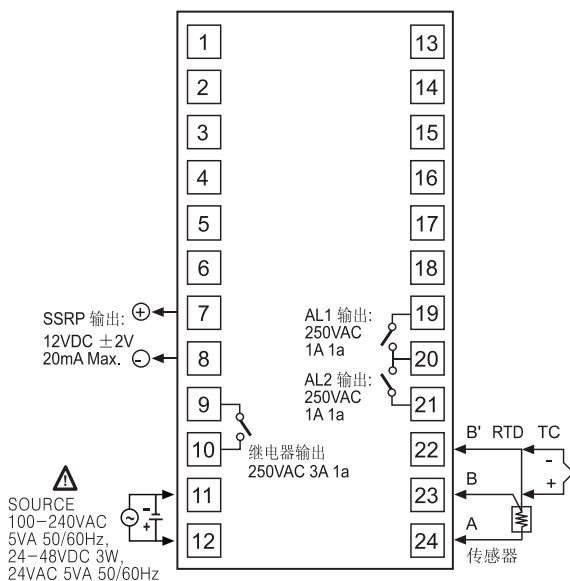 1
13
2
14
3
15
4
16
5
17
6
18
SSRP 输出:
12VDC ±2V
20mA Max.
+
-
7
8
AL1 输出:
250VAC
1A 1a
19
20
AL2 输出:
250VAC
1A 1a
21
9
10
继电器输出
250VAC 3A 1a
22
B' RTD TC
-
+
23
B
24
A
传感器
11
12
-
+
SOURCE
100-240VAC
5VA 50/60Hz,
24-48VDC 3W,
24VAC 5VA 50/60Hz